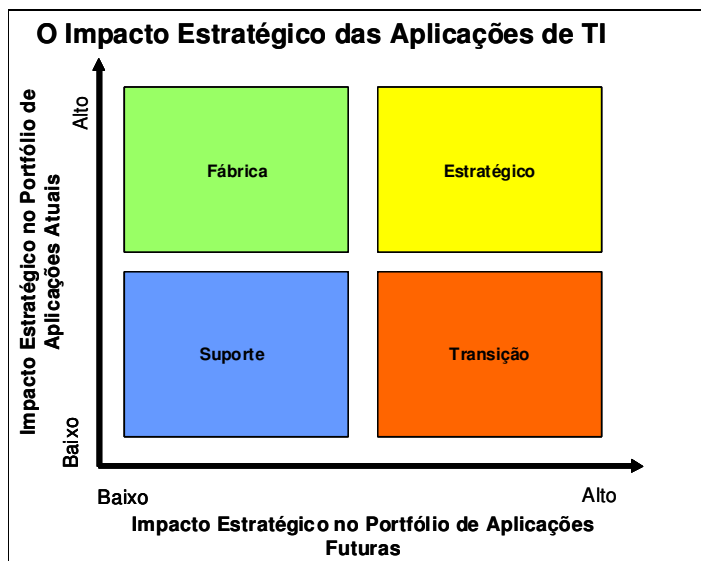 O Impacto Estratégico das Aplicações de TI
Impacto Estratégico no Portfólio de
Aplicações Atuais
Alto
Baixo
Fábrica
Estratégico
Suporte
Transição
Baixo
Alto
Impacto Estratégico no Portfólio de Aplicações
Futuras